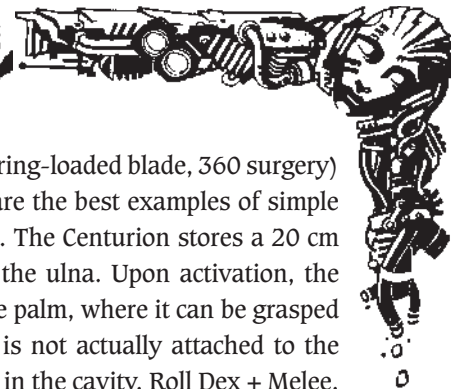 ring-loaded blade, 360 surgery)
are the best examples of simple
. The Centurion stores a 20 cm
the ulna. Upon activation, the
e palm, where it can be grasped
is not actually attached to the
in the cavity. Roll Dex + Melee.